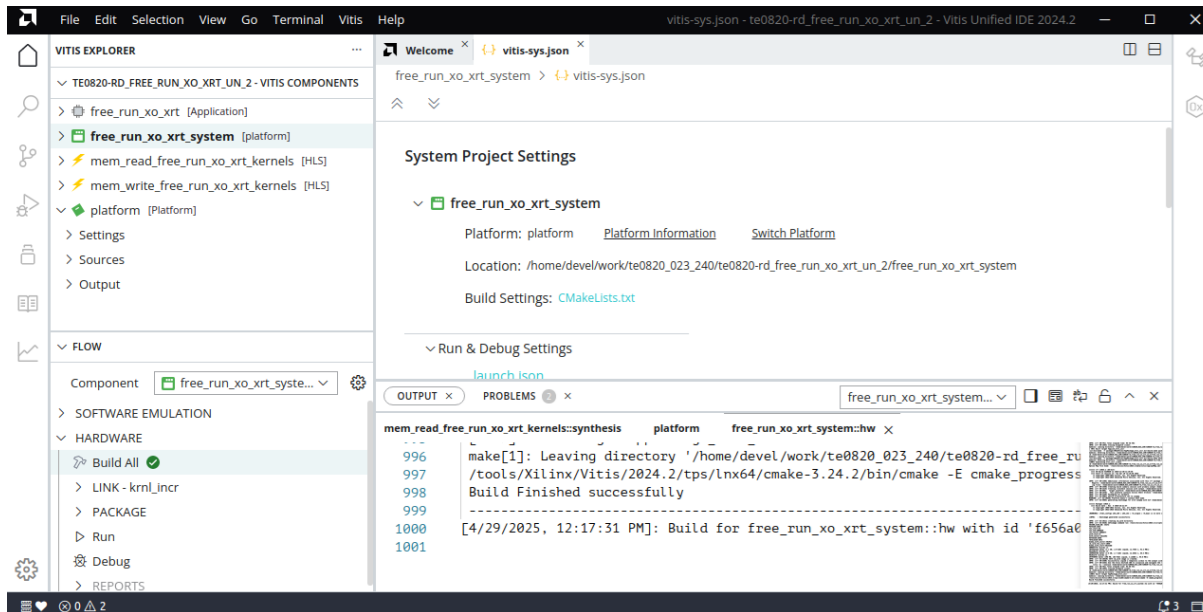 File Edit Selection View Go Terminal Vitis Help
vitis-sys.json - te0820-rd_free_run_xo_xrt_un_2 - Vitis Unified IDE 2024.2
VITIS EXPLORER
TE0820-RD_FREE_RUN_XO_XRT_UN_2 - VITIS COMPONENTS
free_run_xo_xrt [Application]
free_run_xo_xrt_system [platform]
mem_read_free_run_xo_xrt_kernels [HLS]
mem_write_free_run_xo_xrt_kernels [HLS]
platform [Platform]
Settings
Sources
Output
FLOW
Component free_run_xo_xrt_syste...
SOFTWARE EMULATION
HARDWARE
Build All
LINK - krnl_incr
PACKAGE
Run
Debug
REPORTS
Welcome vitis-sys.json
free_run_xo_xrt_system > vitis-sys.json
System Project Settings
free_run_xo_xrt_system
Platform: platform Platform Information Switch Platform
Location: /home/devel/work/te0820_023_240/te0820-rd_free_run_xo_xrt_un_2/free_run_xo_xrt_system
Build Settings: CMakeLists.txt
Run & Debug Settings
launch.json
OUTPUT PROBLEMS 2
free_run_xo_xrt_system...
mem_read_free_run_xo_xrt_kernels::synthesis platform free_run_xo_xrt_system::hw
996 make[1]: Leaving directory '/home/devel/work/te0820_023_240/te0820-rd_free_ru
997 /tools/Xilinx/Vitis/2024.2/tps/lnx64/cmake-3.24.2/bin/cmake -E cmake_progress
998 Build Finished successfully
999 ------------------------------------------------------------------------------
1000 [4/29/2025, 12:17:31 PM]: Build for free_run_xo_xrt_system::hw with id 'f656a0
1001
0 2
3